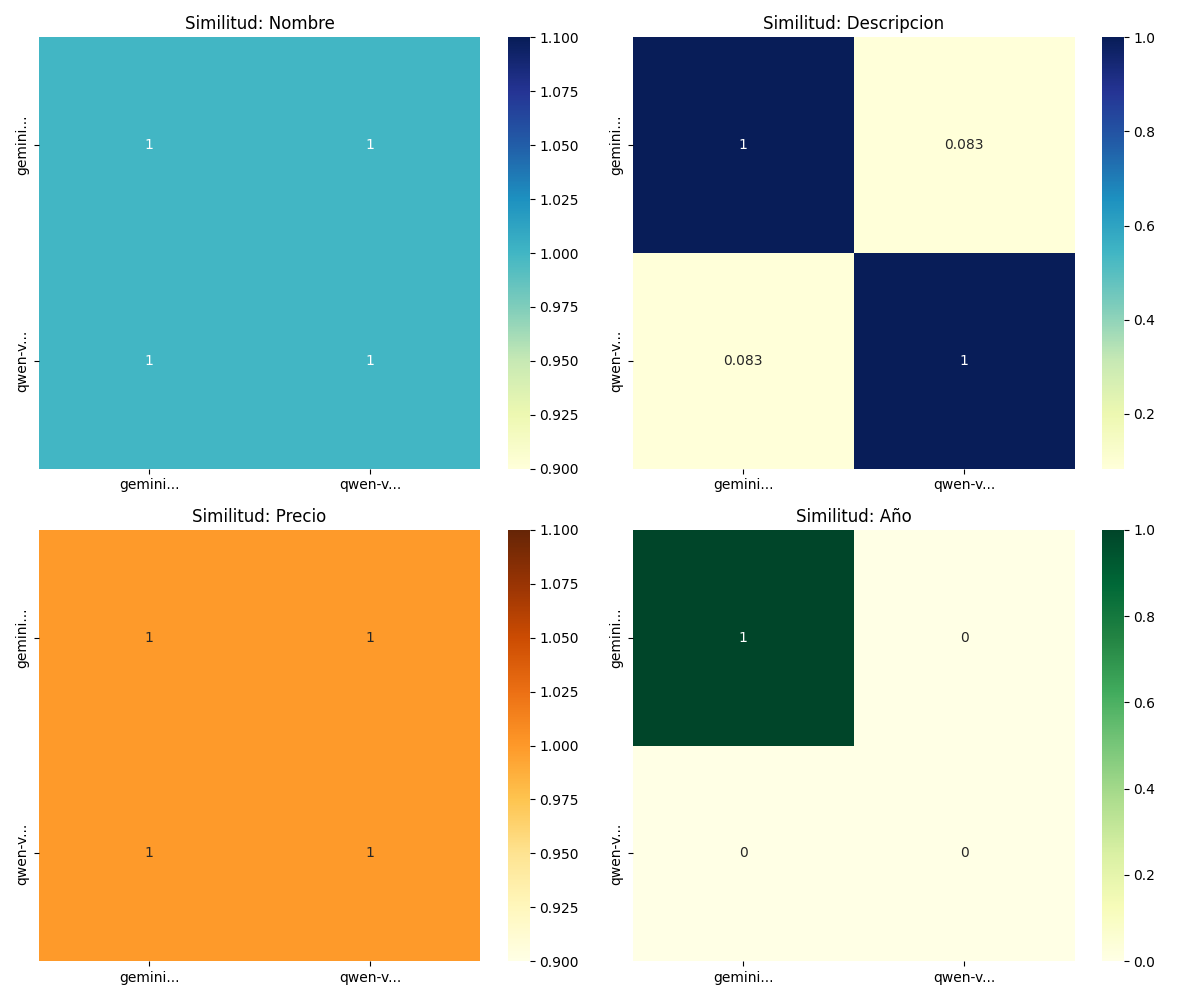 Similitud: Nombre
gemini...
qwen-v...
1
1
1
1
gemini...
qwen-v...
1.100
1.075
1.050
1.025
1.000
0.975
0.950
0.925
0.900
Similitud: Descripcion
gemini...
qwen-v...
1
0.083
0.083
1
gemini...
qwen-v...
1.0
0.8
0.6
0.4
0.2
Similitud: Precio
gemini...
qwen-v...
1
1
1
1
gemini...
qwen-v...
1.100
1.075
1.050
1.025
1.000
0.975
0.950
0.925
0.900
Similitud: Año
gemini...
qwen-v...
1
0
0
0
gemini...
qwen-v...
1.0
0.8
0.6
0.4
0.2
0.0